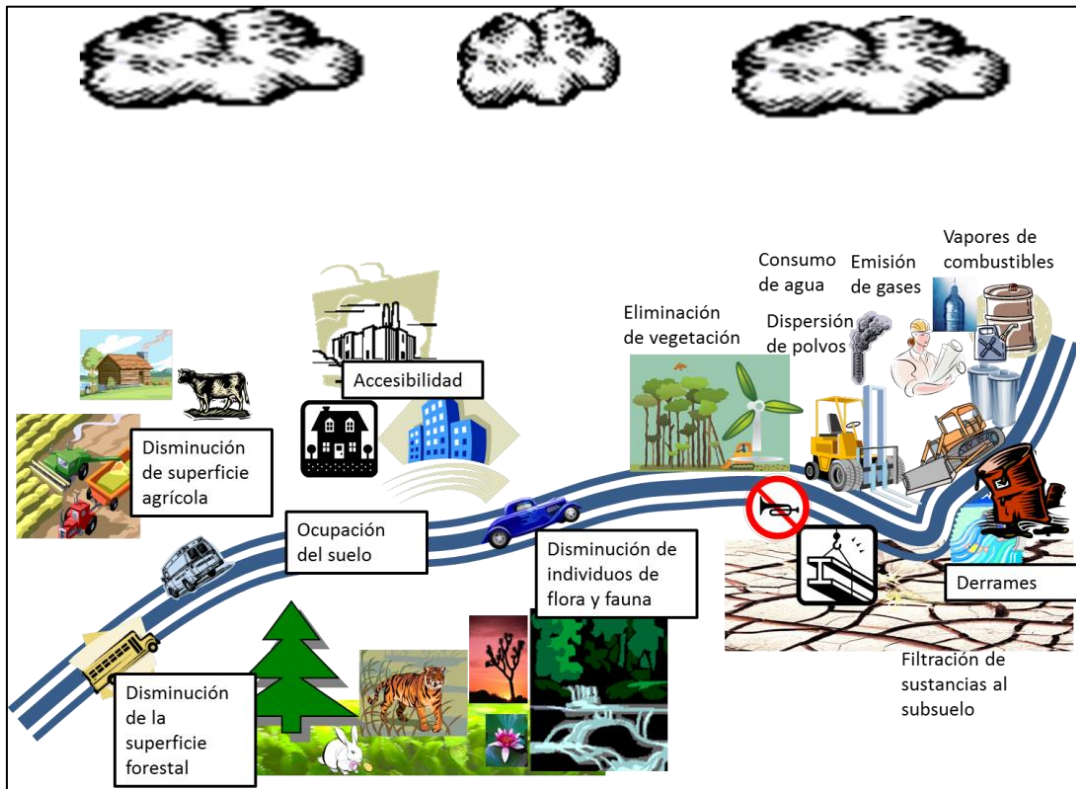 Vapores de
combustibles
Consumo
de agua
Emisión
de gases
Eliminación
de vegetación
Dispersión
de polvos
Accesibilidad
Disminución
de superficie
agrícola
Ocupación
del suelo
Disminución de
individuos de
flora y fauna
Derrames
Filtración de
sustancias al
subsuelo
Disminución
de la
superficie
forestal